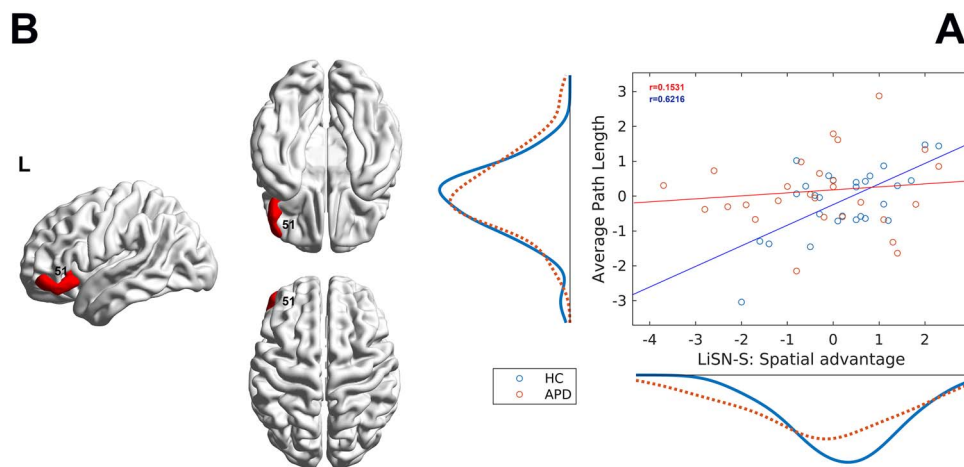 B
A
L
51
51
51
r=0.1531
r=0.6216
Average Path Length
3
2
1
0
-1
-2
-3
-4 -3 -2 -1 0 1 2
LiSN-S: Spatial advantage
HC
APD